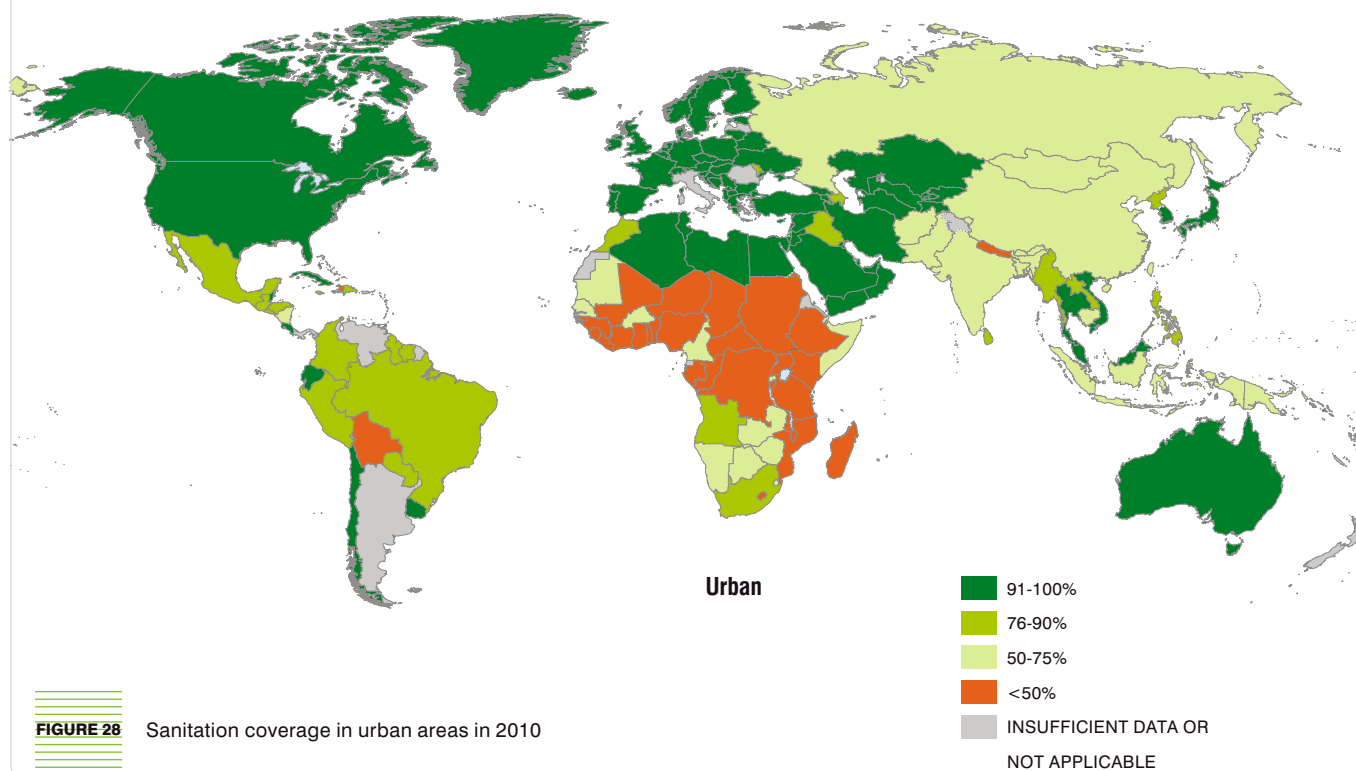 Urban
91-100%
76-90%
50-75%
<50%
INSUFFICIENT DATA OR
NOT APPLICABLE
FIGURE 28 Sanitation coverage in urban areas in 2010